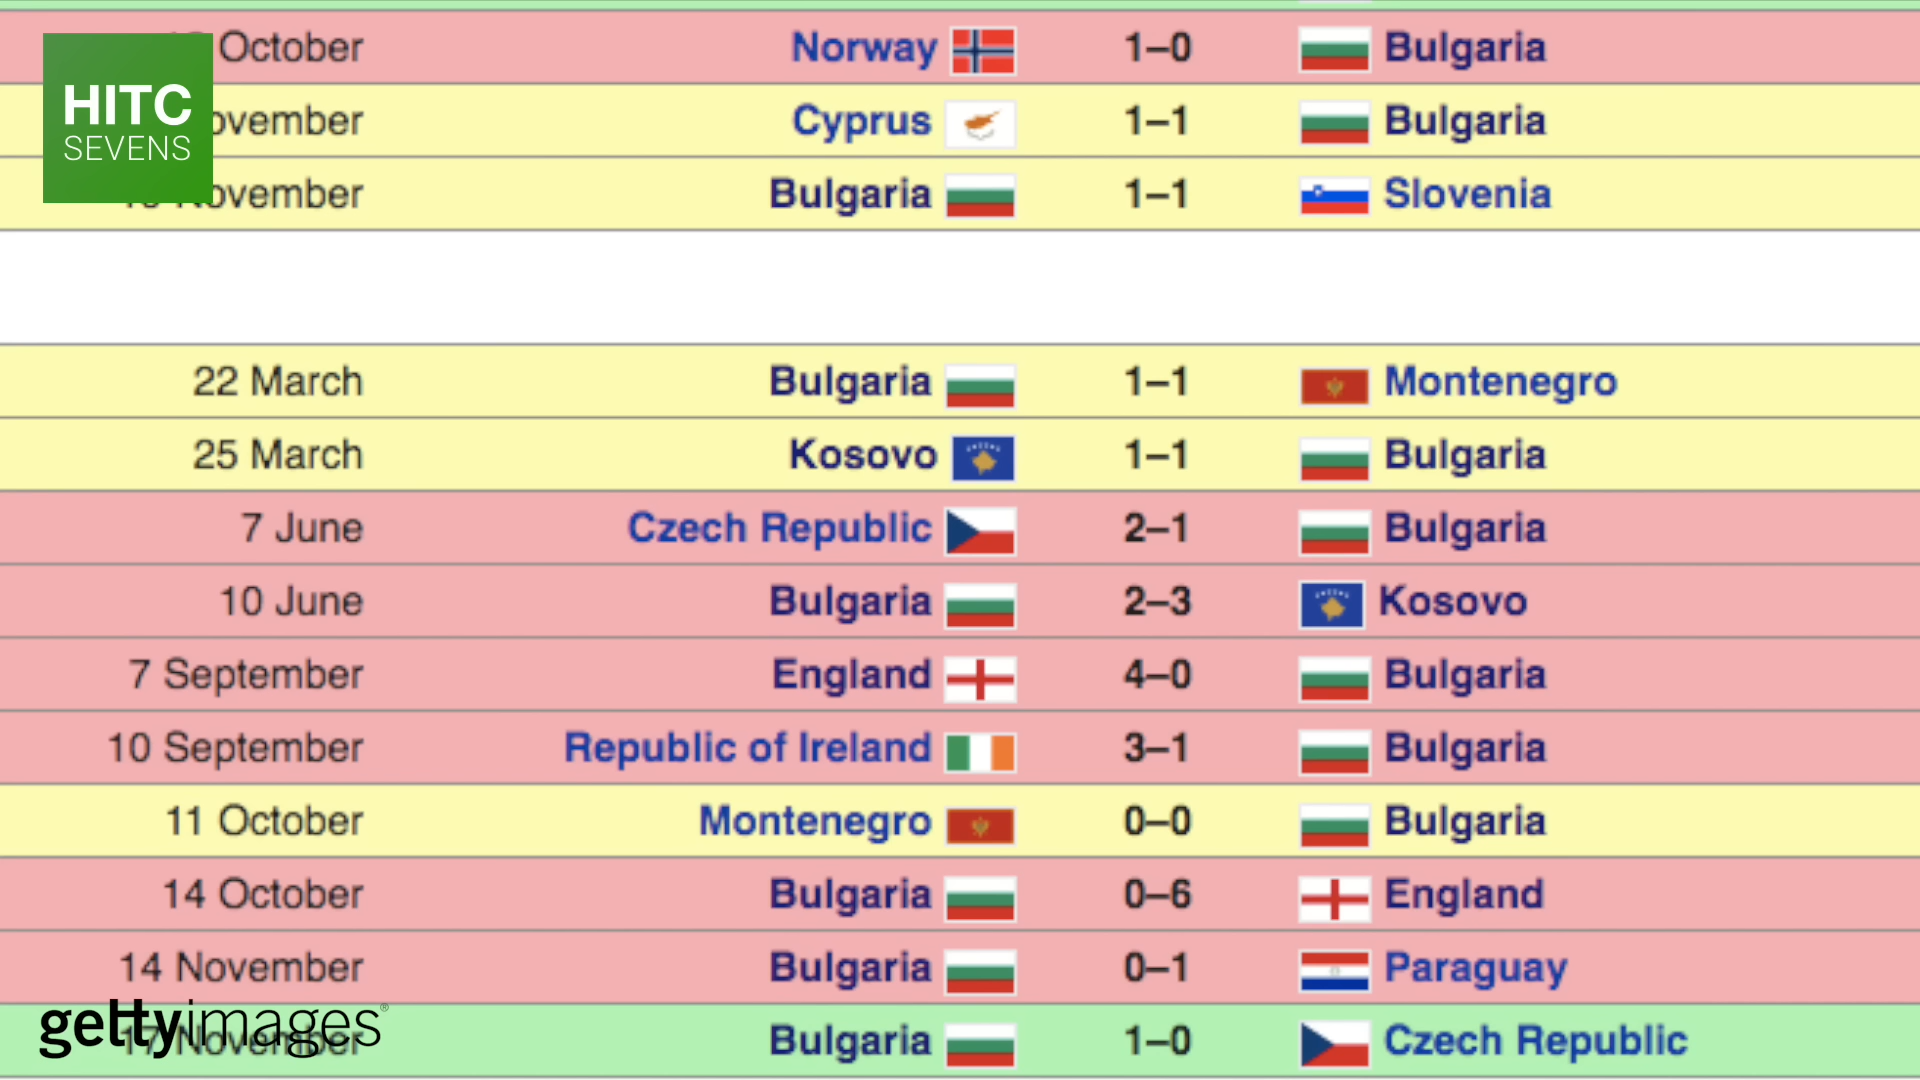 October Norway 1–0 Bulgaria
HITC
SEVENS
November Cyprus 1–1 Bulgaria
November Bulgaria 1–1 Slovenia
22 March Bulgaria 1–1 Montenegro
25 March Kosovo 1–1 Bulgaria
7 June Czech Republic 2–1 Bulgaria
10 June Bulgaria 2–3 Kosovo
7 September England 4–0 Bulgaria
10 September Republic of Ireland 3–1 Bulgaria
11 October Montenegro 0–0 Bulgaria
14 October Bulgaria 0–6 England
14 November Bulgaria 0–1 Paraguay
gettyimages®
17 November Bulgaria 1–0 Czech Republic